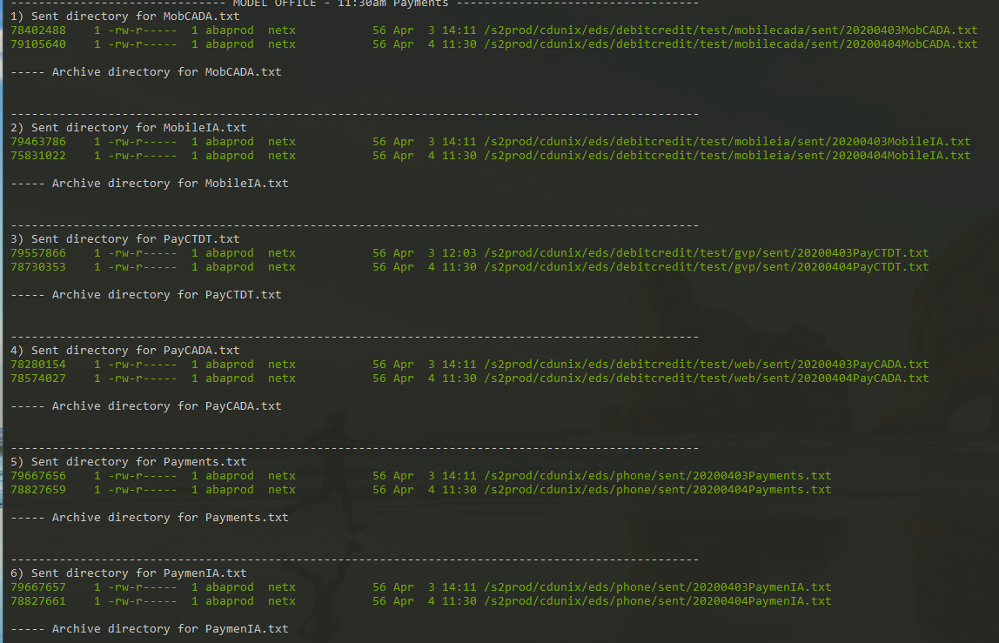 ------------------------------- MODEL OFFICE - 11:30am Payments -----------------------------------
1) Sent directory for MobCADA.txt
78402488    1 -rw-r-----  1 abaprod  netx           56 Apr  3 14:11 /s2prod/cdunix/eds/debitcredit/test/mobilecada/sent/20200403MobCADA.txt
79105640    1 -rw-r-----  1 abaprod  netx           56 Apr  4 11:30 /s2prod/cdunix/eds/debitcredit/test/mobilecada/sent/20200404MobCADA.txt
----- Archive directory for MobCADA.txt
---------------------------------------------------------------------------------------------------
2) Sent directory for MobileIA.txt
79463786    1 -rw-r-----  1 abaprod  netx           56 Apr  3 14:11 /s2prod/cdunix/eds/debitcredit/test/mobileia/sent/20200403MobileIA.txt
75831022    1 -rw-r-----  1 abaprod  netx           56 Apr  4 11:30 /s2prod/cdunix/eds/debitcredit/test/mobileia/sent/20200404MobileIA.txt
----- Archive directory for MobileIA.txt
---------------------------------------------------------------------------------------------------
3) Sent directory for PayCTDT.txt
79557866    1 -rw-r-----  1 abaprod  netx           56 Apr  3 12:03 /s2prod/cdunix/eds/debitcredit/test/gvp/sent/20200403PayCTDT.txt
78730353    1 -rw-r-----  1 abaprod  netx           56 Apr  4 11:30 /s2prod/cdunix/eds/debitcredit/test/gvp/sent/20200404PayCTDT.txt
----- Archive directory for PayCTDT.txt
---------------------------------------------------------------------------------------------------
4) Sent directory for PayCADA.txt
78280154    1 -rw-r-----  1 abaprod  netx           56 Apr  3 14:11 /s2prod/cdunix/eds/debitcredit/test/web/sent/20200403PayCADA.txt
78574027    1 -rw-r-----  1 abaprod  netx           56 Apr  4 11:30 /s2prod/cdunix/eds/debitcredit/test/web/sent/20200404PayCADA.txt
----- Archive directory for PayCADA.txt
---------------------------------------------------------------------------------------------------
5) Sent directory for Payments.txt
79667656    1 -rw-r-----  1 abaprod  netx           56 Apr  3 14:11 /s2prod/cdunix/eds/phone/sent/20200403Payments.txt
78827659    1 -rw-r-----  1 abaprod  netx           56 Apr  4 11:30 /s2prod/cdunix/eds/phone/sent/20200404Payments.txt
----- Archive directory for Payments.txt
---------------------------------------------------------------------------------------------------
6) Sent directory for PaymenIA.txt
79667657    1 -rw-r-----  1 abaprod  netx           56 Apr  3 14:11 /s2prod/cdunix/eds/phone/sent/20200403PaymenIA.txt
78827661    1 -rw-r-----  1 abaprod  netx           56 Apr  4 11:30 /s2prod/cdunix/eds/phone/sent/20200404PaymenIA.txt
----- Archive directory for PaymenIA.txt